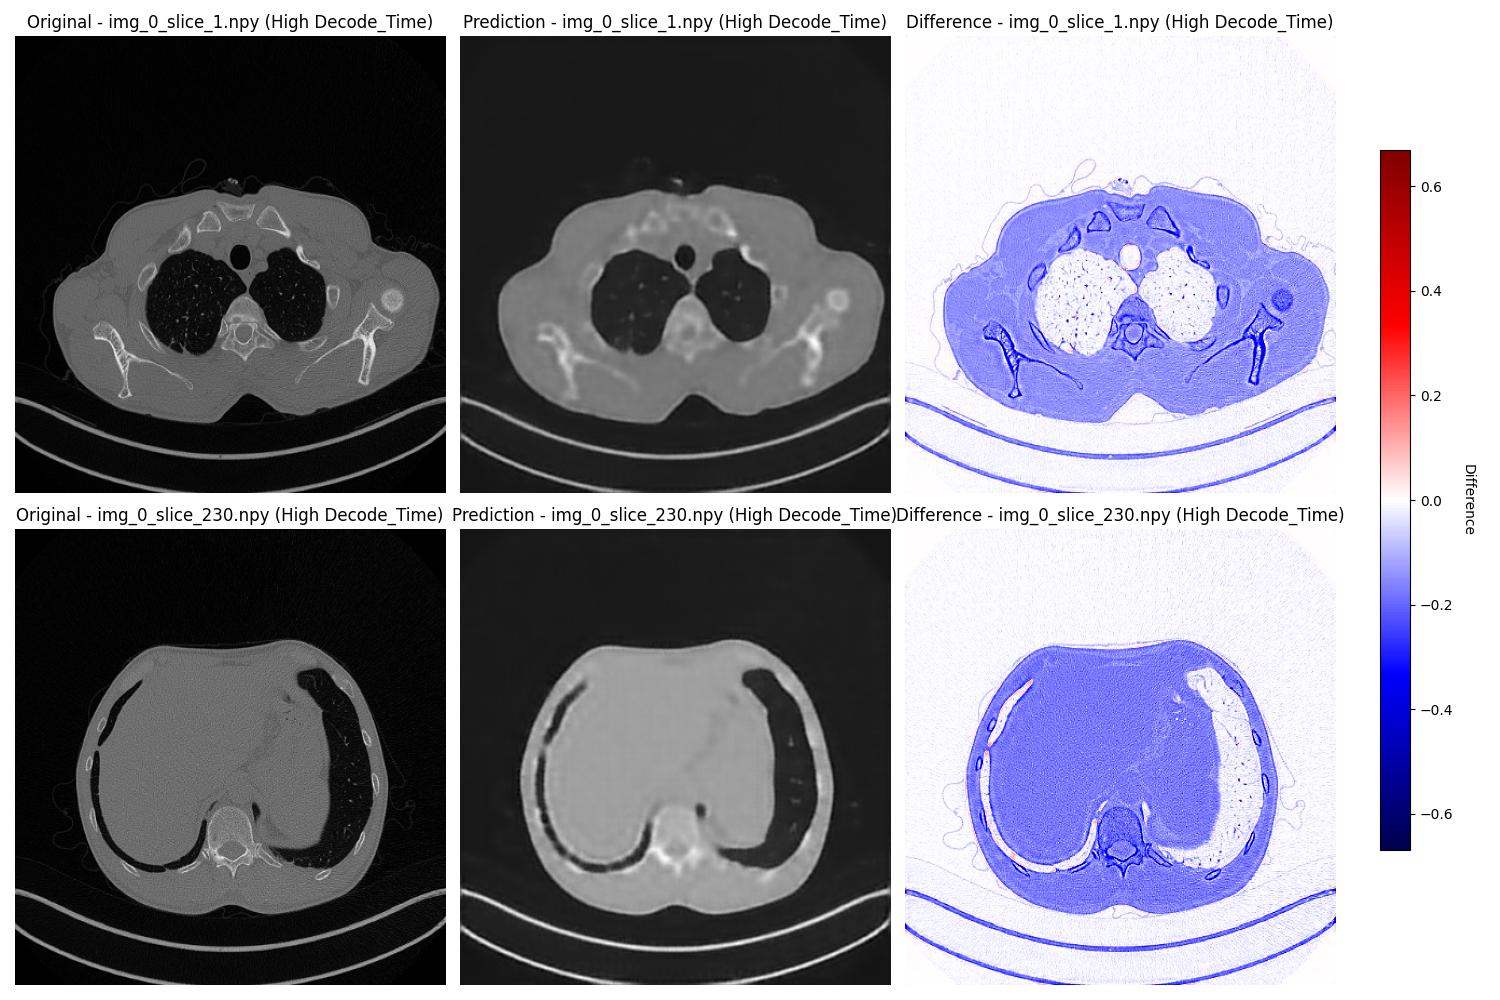 Original - img_0_slice_1.npy (High Decode_Time)
Prediction - img_0_slice_1.npy (High Decode_Time)
Difference - img_0_slice_1.npy (High Decode_Time)
0.6
0.4
0.2
0.0
−0.2
−0.4
−0.6
Difference
Original - img_0_slice_230.npy (High Decode_Time)
Prediction - img_0_slice_230.npy (High Decode_Time)
Difference - img_0_slice_230.npy (High Decode_Time)